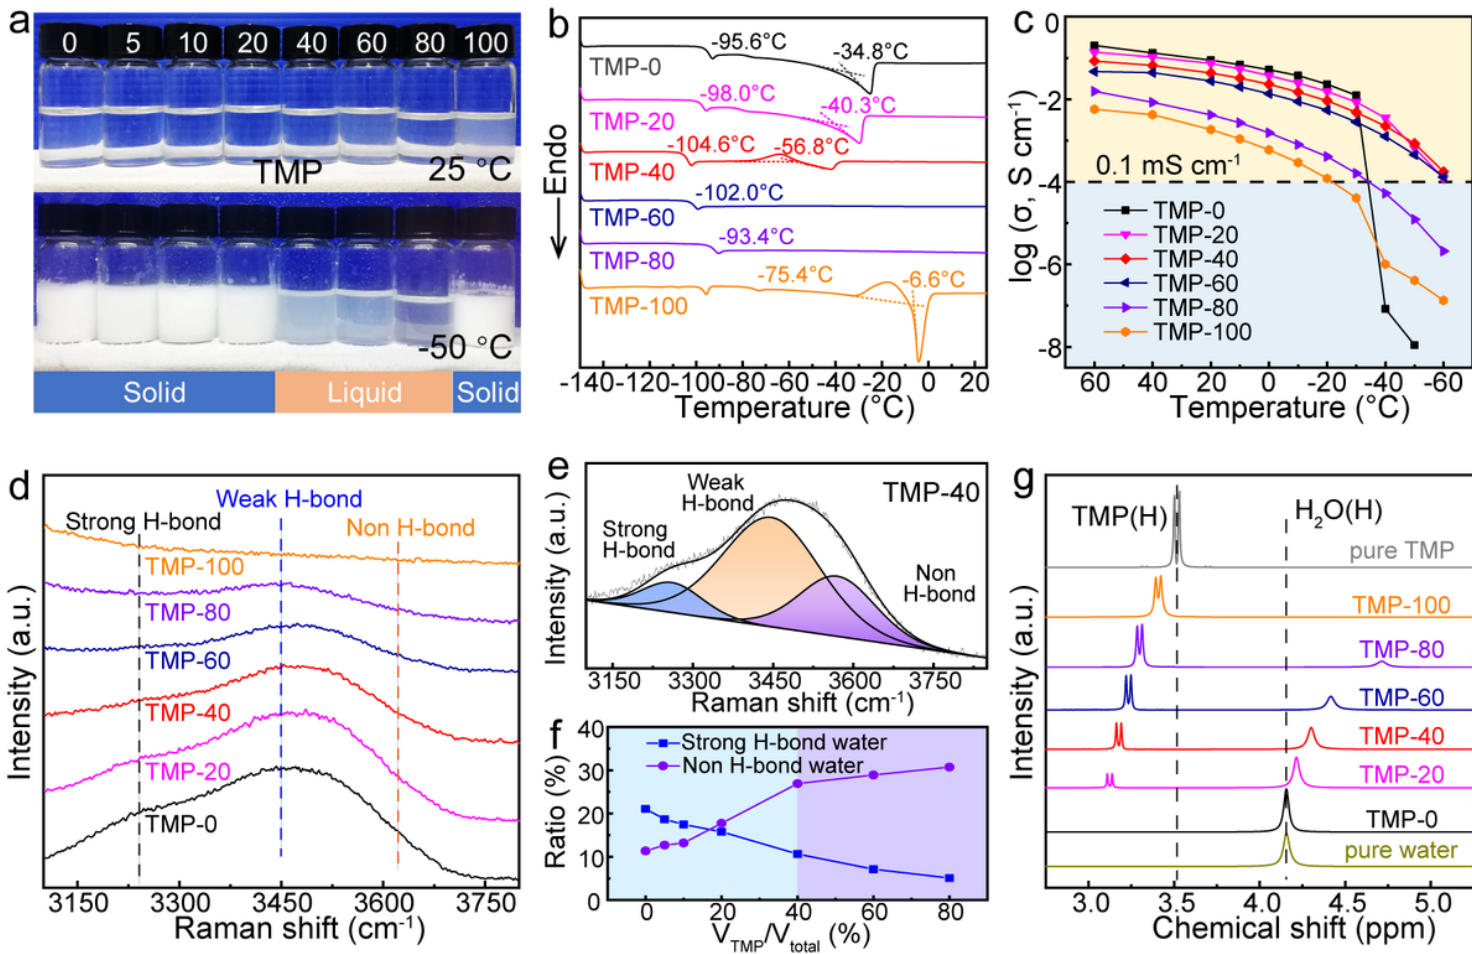 a
0 5 10 20 40 60 80 100
TMP
25 °C
-50 °C
Solid Liquid Solid
b
-95.6°C
-34.8°C
TMP-0
-98.0°C
-40.3°C
TMP-20
-104.6°C
-56.8°C
TMP-40
-102.0°C
TMP-60
-93.4°C
TMP-80
-75.4°C
-6.6°C
TMP-100
Endo
-140 -120 -100 -80 -60 -40 -20 0 20
Temperature (°C)
c
0
-2
-4
-6
-8
log (σ, S cm⁻¹)
0.1 mS cm⁻¹
TMP-0
TMP-20
TMP-40
TMP-60
TMP-80
TMP-100
60 40 20 0 -20 -40 -60
Temperature (°C)
d
Weak H-bond
Strong H-bond
Non H-bond
TMP-100
TMP-80
TMP-60
TMP-40
TMP-20
TMP-0
Intensity (a.u.)
3150 3300 3450 3600 3750
Raman shift (cm⁻¹)
e
TMP-40
Weak
H-bond
Strong
H-bond
Non
H-bond
Intensity (a.u.)
3150 3300 3450 3600 3750
Raman shift (cm⁻¹)
f
40
30
20
10
0
Ratio (%)
Strong H-bond water
Non H-bond water
0 20 40 60 80
V_TMP/V_total (%)
g
TMP(H)
H₂O(H)
pure TMP
TMP-100
TMP-80
TMP-60
TMP-40
TMP-20
TMP-0
pure water
Intensity (a.u.)
3.0 3.5 4.0 4.5 5.0
Chemical shift (ppm)